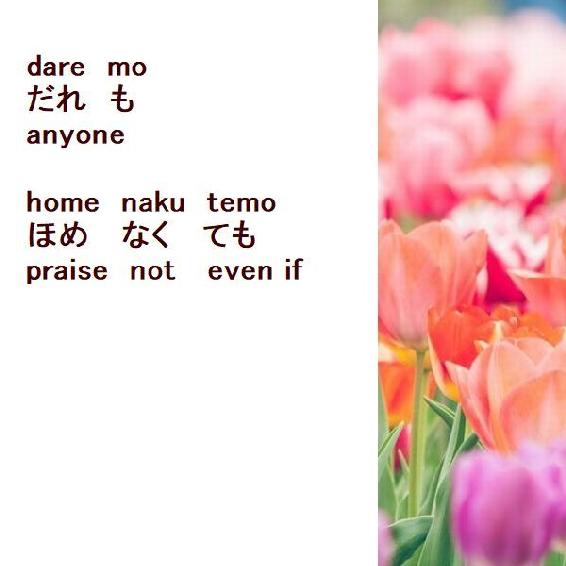 dare mo
だれ も
anyone
home naku temo
ほめ なく ても
praise not even if